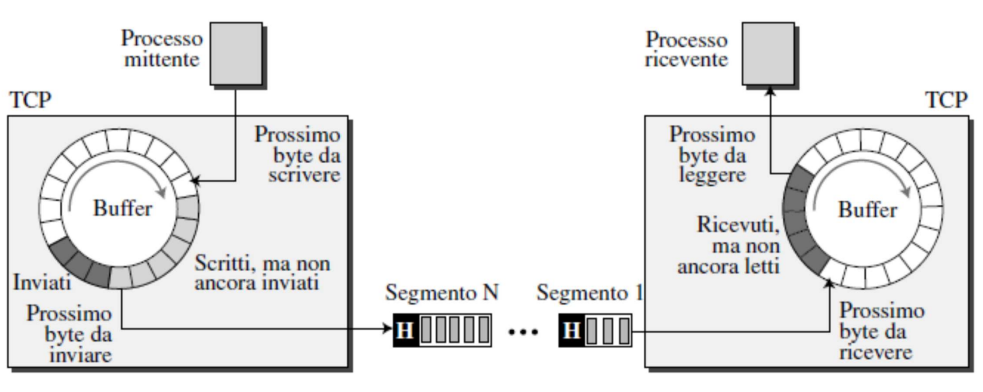 Processo
mittente
TCP
Prossimo
byte da
scrivere
Buffer
Scritti, ma non
ancora inviati
Inviati
Prossimo
byte da
inviare
Segmento N
H
...
Segmento 1
H
Processo
ricevente
TCP
Prossimo
byte da
leggere
Buffer
Ricevuti,
ma non
ancora letti
Prossimo
byte da
ricevere